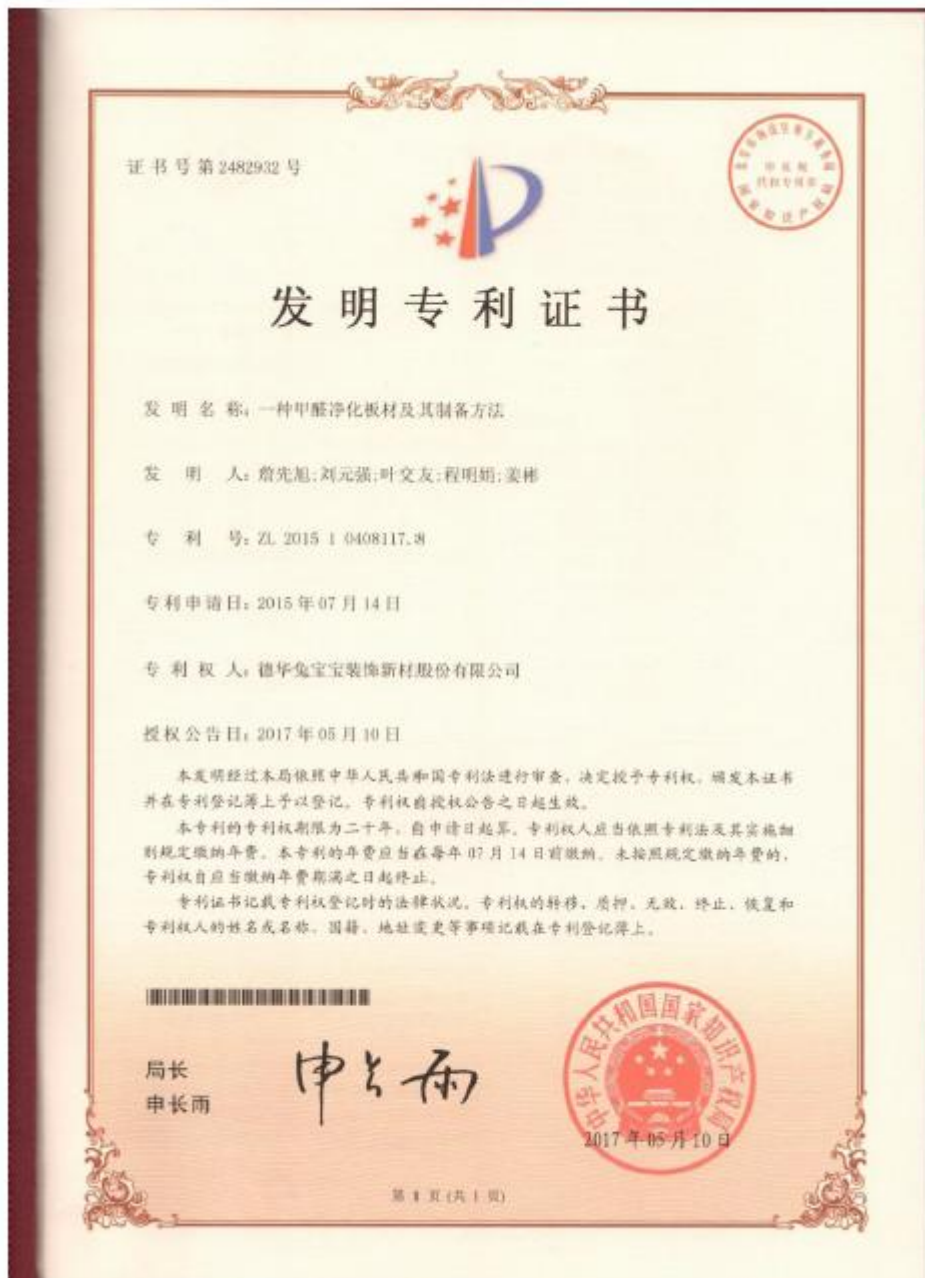 证书号第2482932号
发明专利证书
发明名称：一种甲醛净化板材及其制备方法
发明人：詹先旭;刘元强;叶交友;程明娟;姜彬
专利号：ZL 2015 1 0408117.8
专利申请日：2015年07月14日
专利权人：德华兔宝宝装饰新材股份有限公司
授权公告日：2017年05月10日
本发明经过本局依照中华人民共和国专利法进行审查，决定授予专利权，颁发本证书
并在专利登记簿上予以登记。专利权自授权公告之日起生效。
本专利的专利权期限为二十年，自申请日起算。专利权人应当依照专利法及其实施细
则规定缴纳年费。本专利的年费应当在每年07月14日前缴纳。未按照规定缴纳年费的，
专利权自应当缴纳年费期满之日起终止。
专利证书记载专利权登记时的法律状况。专利权的转移、质押、无效、终止、恢复和
专利权人的姓名或名称、国籍、地址变更等事项记载在专利登记簿上。
局长
申长雨
申长雨
中华人民共和国国家知识产权局
2017年05月10日
第1页(共1页)